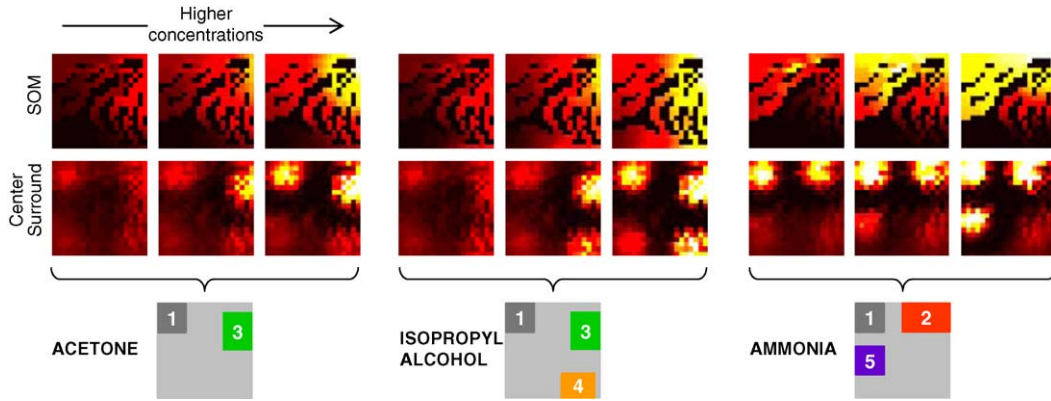 Higher
concentrations
SOM
Center
Surround
1
3
ACETONE
1
3
4
ISOPROPYL
ALCOHOL
1
2
5
AMMONIA